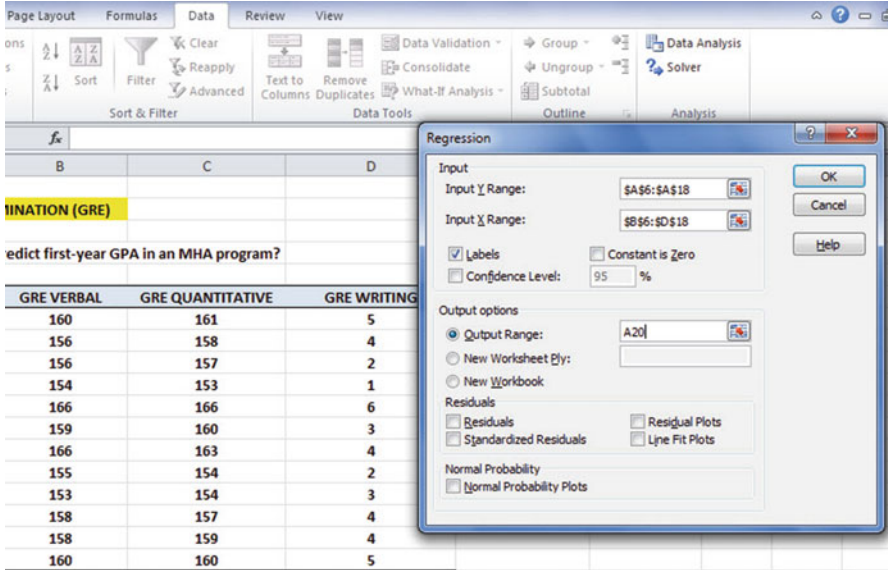 Page Layout Formulas Data Review View
Clear
Reapply
Advanced
Sort
Filter
Sort & Filter
Text to Columns
Remove Duplicates
Data Validation
Consolidate
What-If Analysis
Data Tools
Group
Ungroup
Subtotal
Outline
Data Analysis
Solver
Analysis
fx
B C D
MINATION (GRE)
redict first-year GPA in an MHA program?
GRE VERBAL GRE QUANTITATIVE GRE WRITING
160 161 5
156 158 4
156 157 2
154 153 1
166 166 6
159 160 3
166 163 4
155 154 2
153 154 3
158 157 4
158 159 4
160 160 5
Regression
Input
Input Y Range: $A$6:$A$18
Input X Range: $B$6:$D$18
Labels Constant is Zero
Confidence Level: 95 %
Output options
Output Range: A20
New Worksheet Ply:
New Workbook
Residuals
Residuals Residual Plots
Standardized Residuals Line Fit Plots
Normal Probability
Normal Probability Plots
OK
Cancel
Help